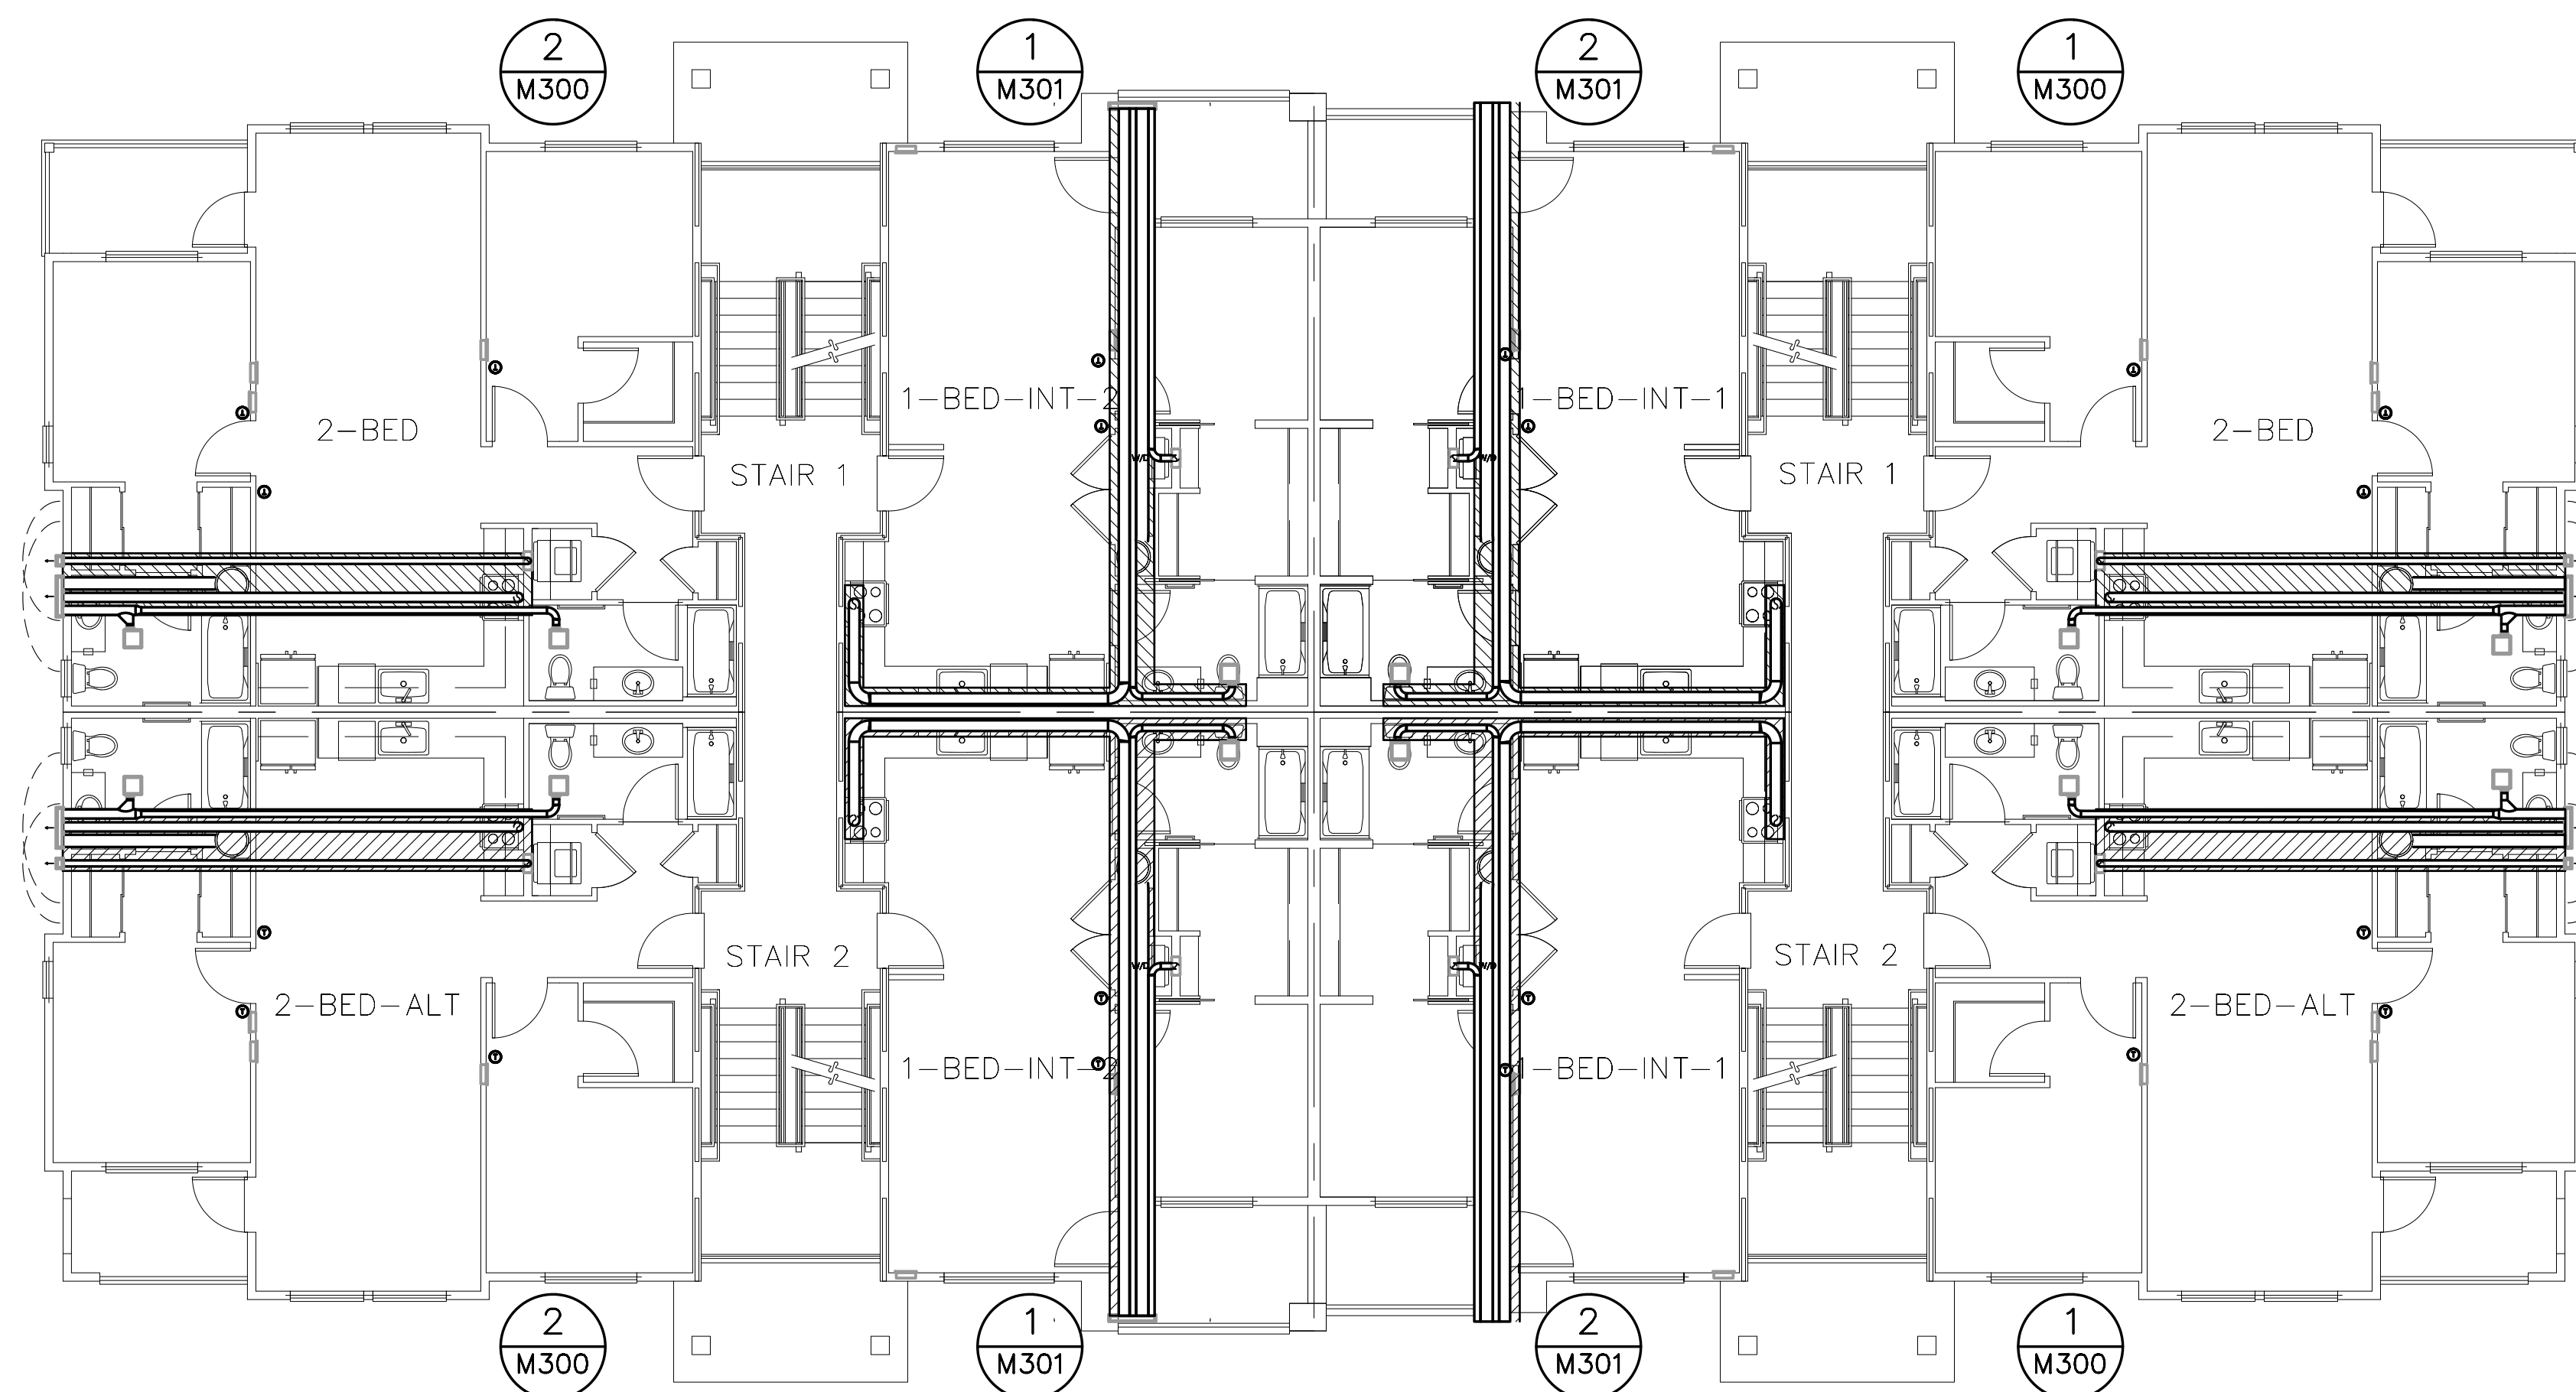 2 1 2 1
M300 M301 M301 M300
1-BED-INT-2 1-BED-INT-1
2-BED 2-BED
W/D W/D
STAIR 1 STAIR 1
STAIR 2 STAIR 2
W/D W/D
2-BED-ALT 2-BED-ALT
1-BED-INT-2 1-BED-INT-1
2 1 2 1
M300 M301 M301 M300